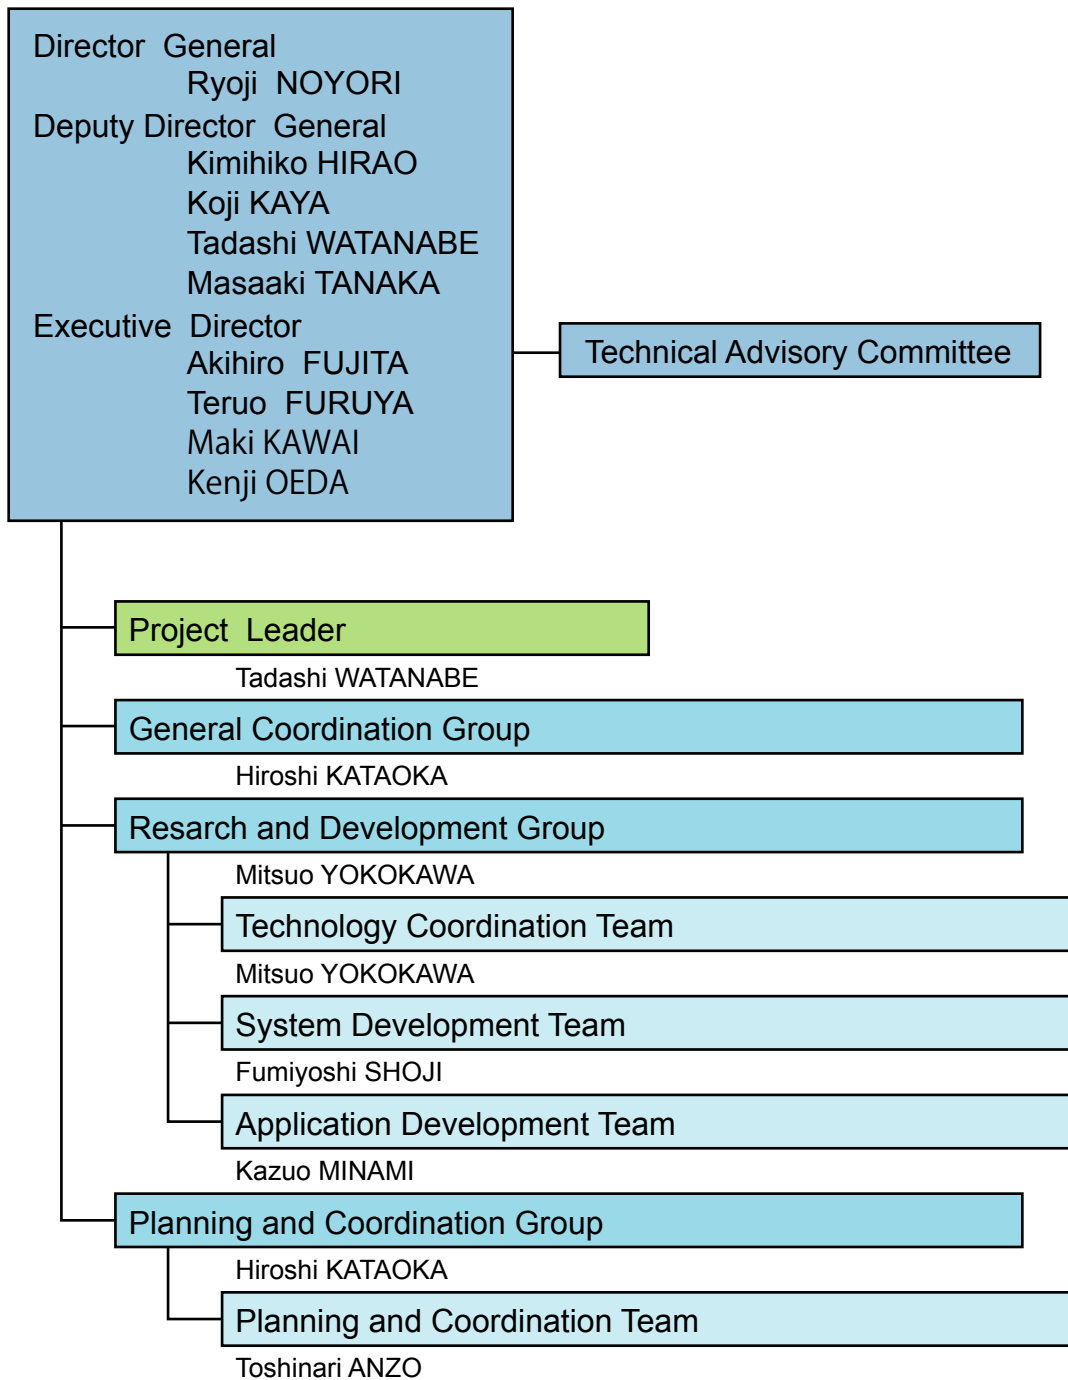 Director General
Ryoji NOYORI
Deputy Director General
Kimihiko HIRAO
Koji KAYA
Tadashi WATANABE
Masaaki TANAKA
Executive Director
Akihiro FUJITA
Teruo FURUYA
Maki KAWAI
Kenji OEDA
Technical Advisory Committee
Project Leader
Tadashi WATANABE
General Coordination Group
Hiroshi KATAOKA
Resarch and Development Group
Mitsuo YOKOKAWA
Technology Coordination Team
Mitsuo YOKOKAWA
System Development Team
Fumiyoshi SHOJI
Application Development Team
Kazuo MINAMI
Planning and Coordination Group
Hiroshi KATAOKA
Planning and Coordination Team
Toshinari ANZO